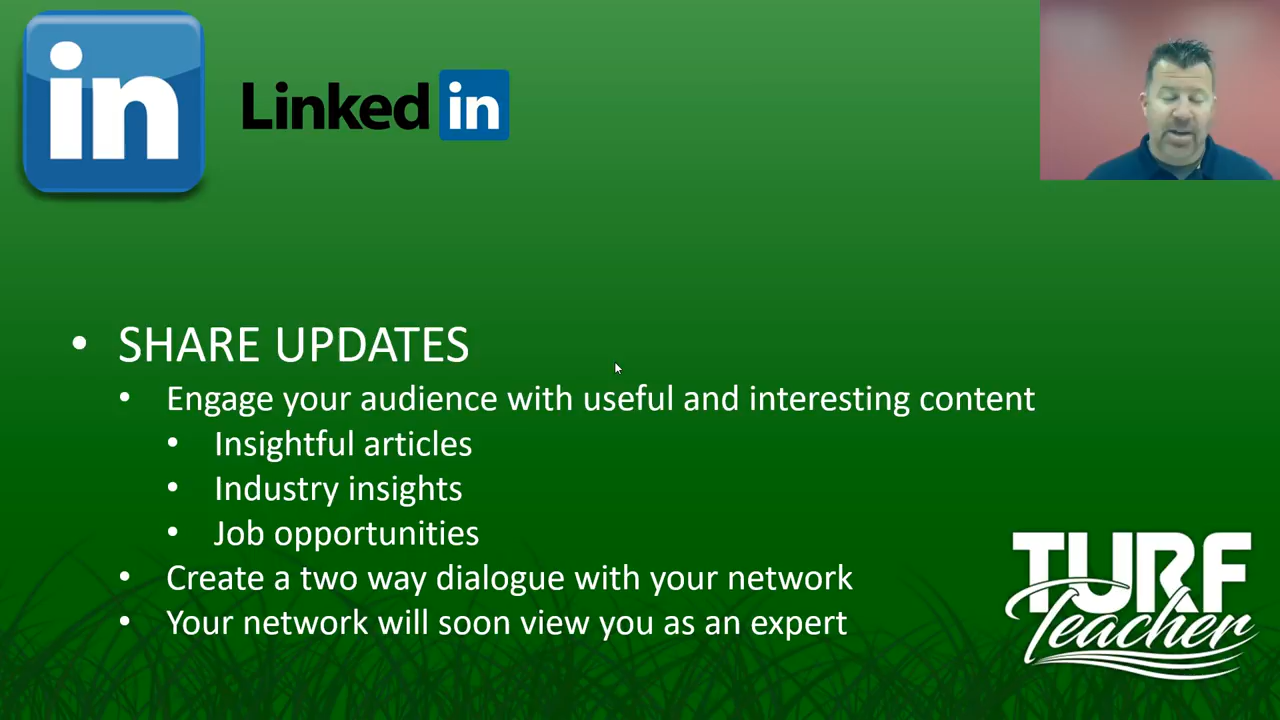 in
Linked in
• SHARE UPDATES
• Engage your audience with useful and interesting content
• Insightful articles
• Industry insights
• Job opportunities
• Create a two way dialogue with your network
• Your network will soon view you as an expert
TURF
Teacher